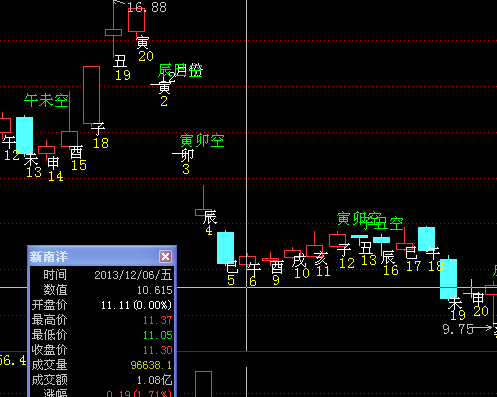 16.88
寅
20
丑
19
寅
2
午未空
子
18
午
12
未
13
申
14
酉
15
寅卯空
卯
3
辰
4
寅卯空
巳
5
午
6
酉
9
戌
10
亥
11
子
12
丑
13
辰
16
巳
17
午
18
未
19
申
20
9.75
新南洋
时间 2013/12/06/五
数值 10.615
开盘价 11.11(0.00%)
最高价 11.37
最低价 11.05
收盘价 11.30
成交量 96638.1
成交额 1.08亿
涨幅 0.19(1.71%)
56.4